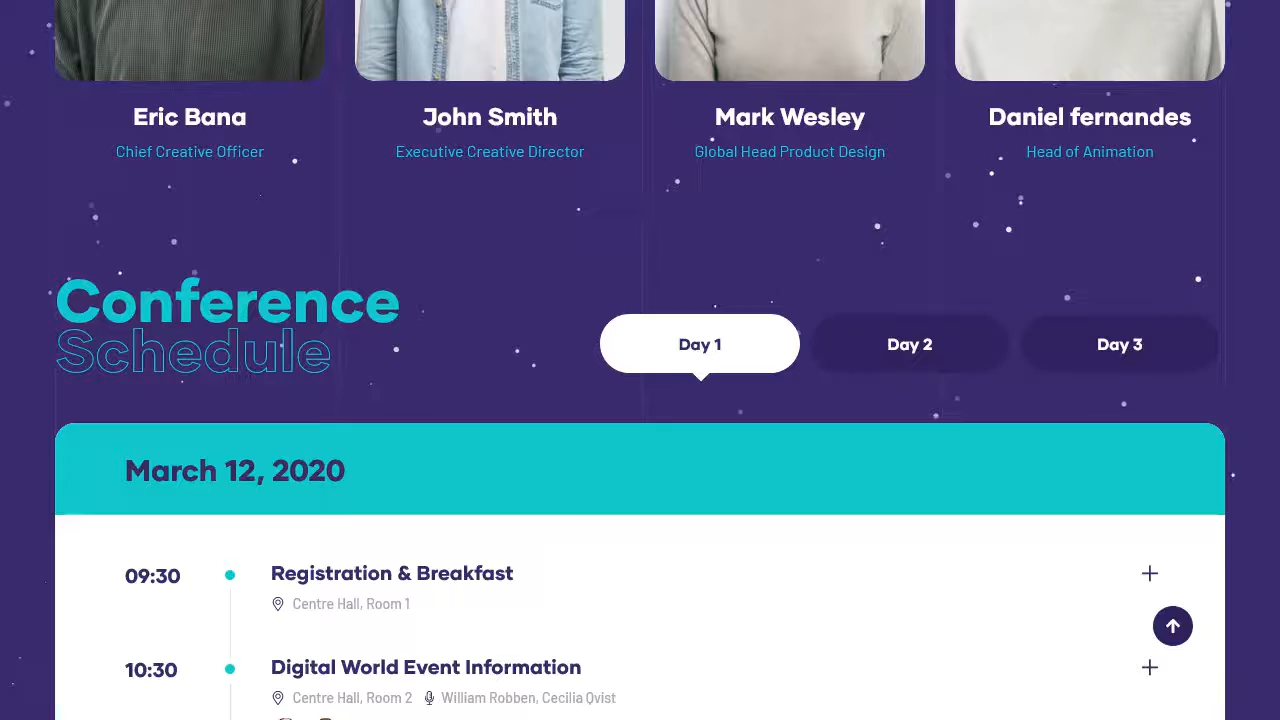 Eric Bana
Chief Creative Officer
John Smith
Executive Creative Director
Mark Wesley
Global Head Product Design
Daniel fernandes
Head of Animation
Conference
Schedule
Day 1
Day 2
Day 3
March 12, 2020
09:30
Registration & Breakfast
Centre Hall, Room 1
10:30
Digital World Event Information
Centre Hall, Room 2
William Robben, Cecilia Qvist